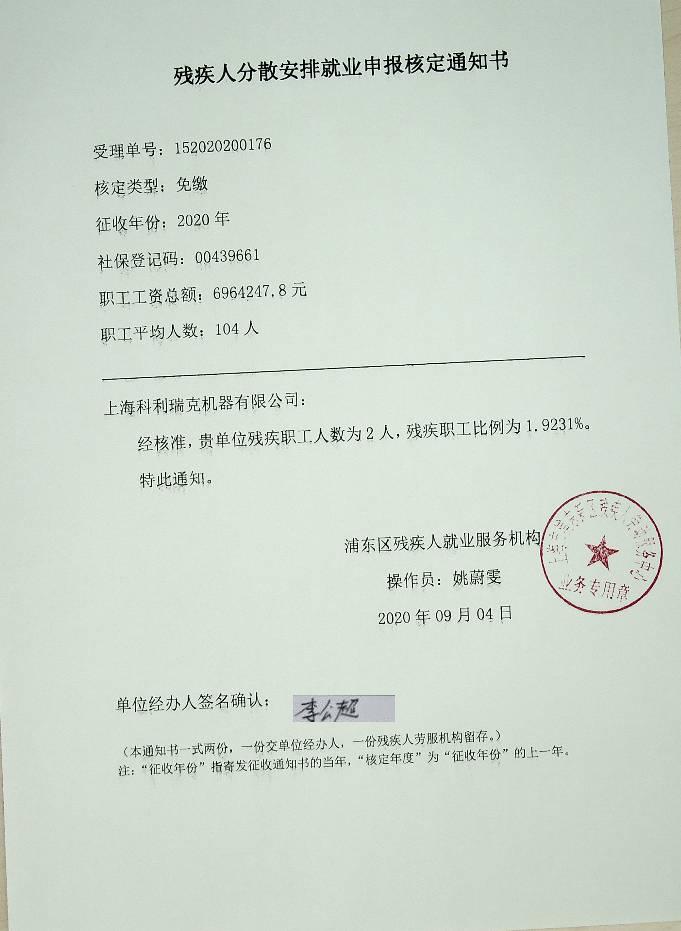 残疾人分散安排就业申报核定通知书
受理单号：152020200176
核定类型：免缴
征收年份：2020 年
社保登记码：00439661
职工工资总额：6964247.8 元
职工平均人数：104 人
上海科利瑞克机器有限公司：
经核准，贵单位残疾职工人数为 2 人，残疾职工比例为 1.9231%。
特此通知。
浦东区残疾人就业服务机构
操作员：姚蔚雯
2020 年 09 月 04 日
业务专用章
单位经办人签名确认：李公超
（本通知书一式两份，一份交单位经办人，一份残疾人劳服机构留存。）
注：“征收年份”指寄发征收通知书的当年，“核定年度”为“征收年份”的上一年。